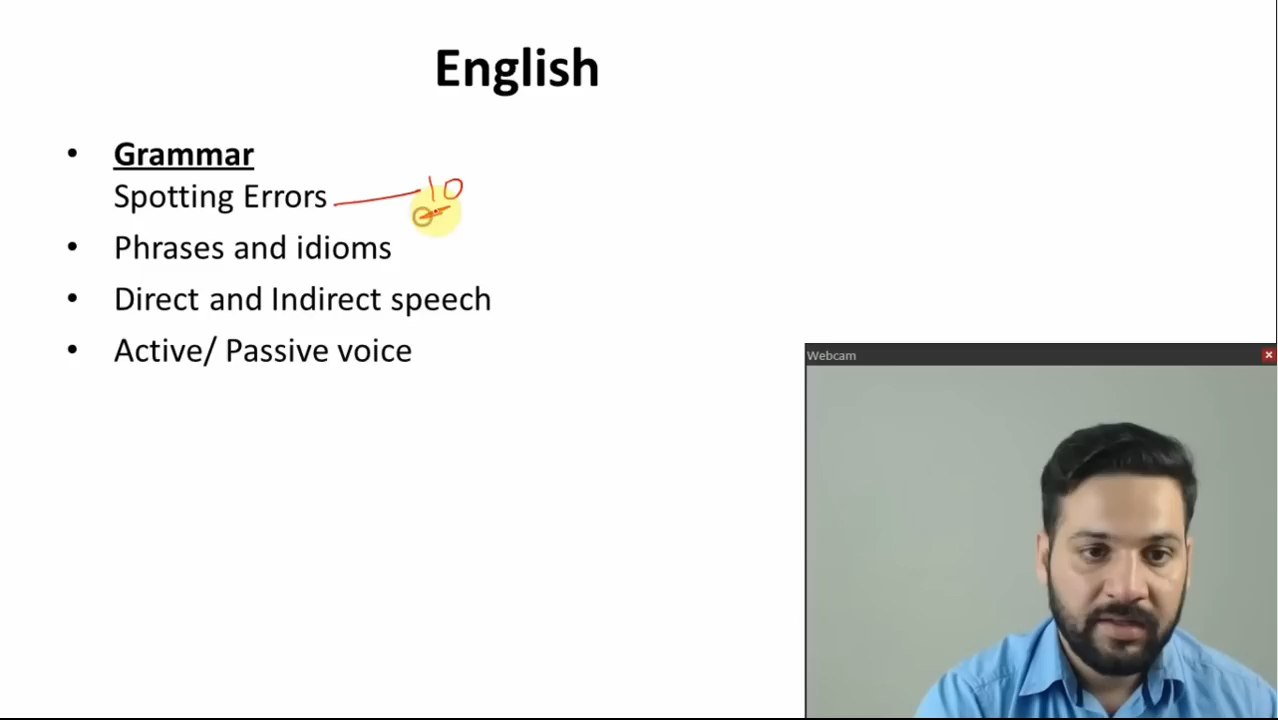 English
• Grammar
Spotting Errors 10
• Phrases and idioms
• Direct and Indirect speech
• Active/ Passive voice
Webcam